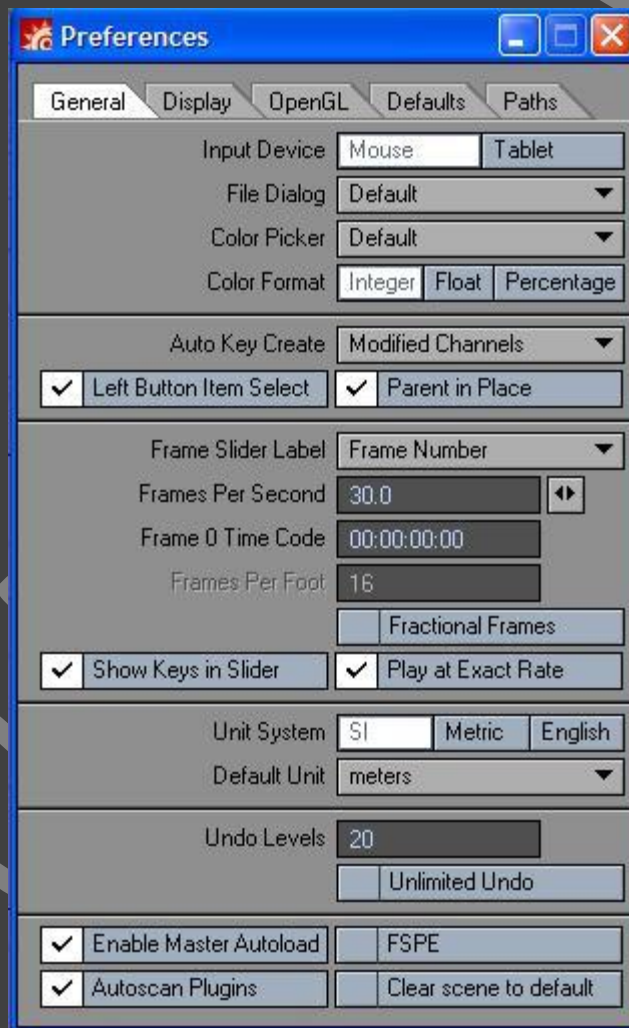 Preferences
General Display OpenGL Defaults Paths
Input Device Mouse Tablet
File Dialog Default
Color Picker Default
Color Format Integer Float Percentage
Auto Key Create Modified Channels
Left Button Item Select Parent in Place
Frame Slider Label Frame Number
Frames Per Second 30.0
Frame 0 Time Code 00:00:00:00
Frames Per Foot 16
Fractional Frames
Show Keys in Slider Play at Exact Rate
Unit System SI Metric English
Default Unit meters
Undo Levels 20
Unlimited Undo
Enable Master Autoload FSPE
Autoscan Plugins Clear scene to default